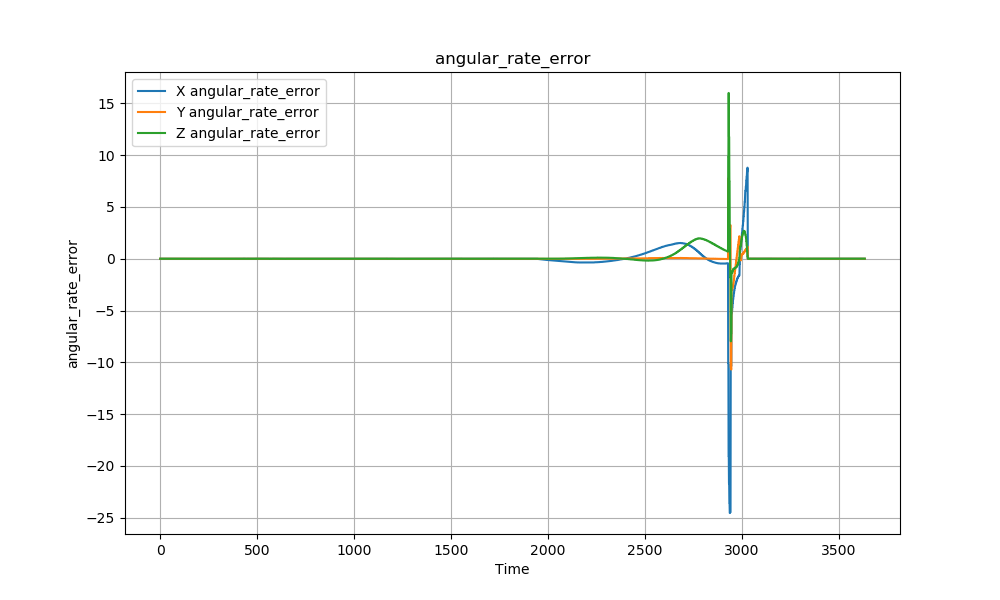 angular_rate_error
X angular_rate_error
Y angular_rate_error
Z angular_rate_error
angular_rate_error
15
10
5
0
−5
−10
−15
−20
−25
0 500 1000 1500 2000 2500 3000 3500
Time